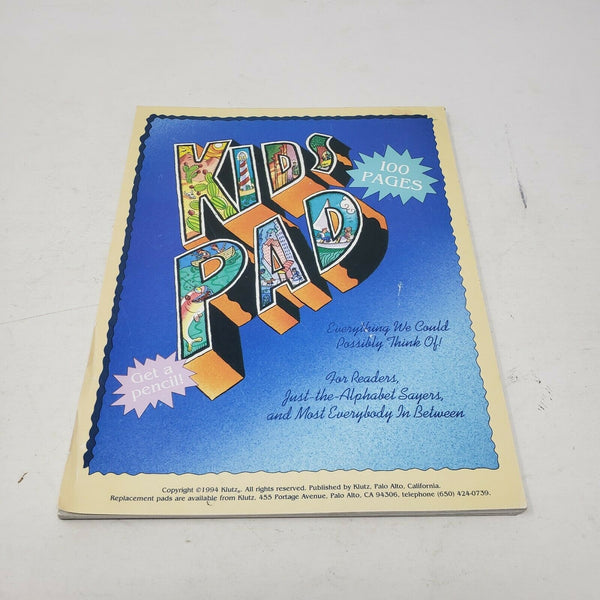 KIDS
PAD
100
PAGES
Everything We Could
Possibly Think Of!
Get a
pencil!
For Readers,
Just-the-Alphabet Sayers,
and Most Everybody In Between
Copyright ©1994 Klutz®. All rights reserved. Published by Klutz, Palo Alto, California.
Replacement pads are available from Klutz, 455 Portage Avenue, Palo Alto, CA 94306, telephone (650) 424-0739.